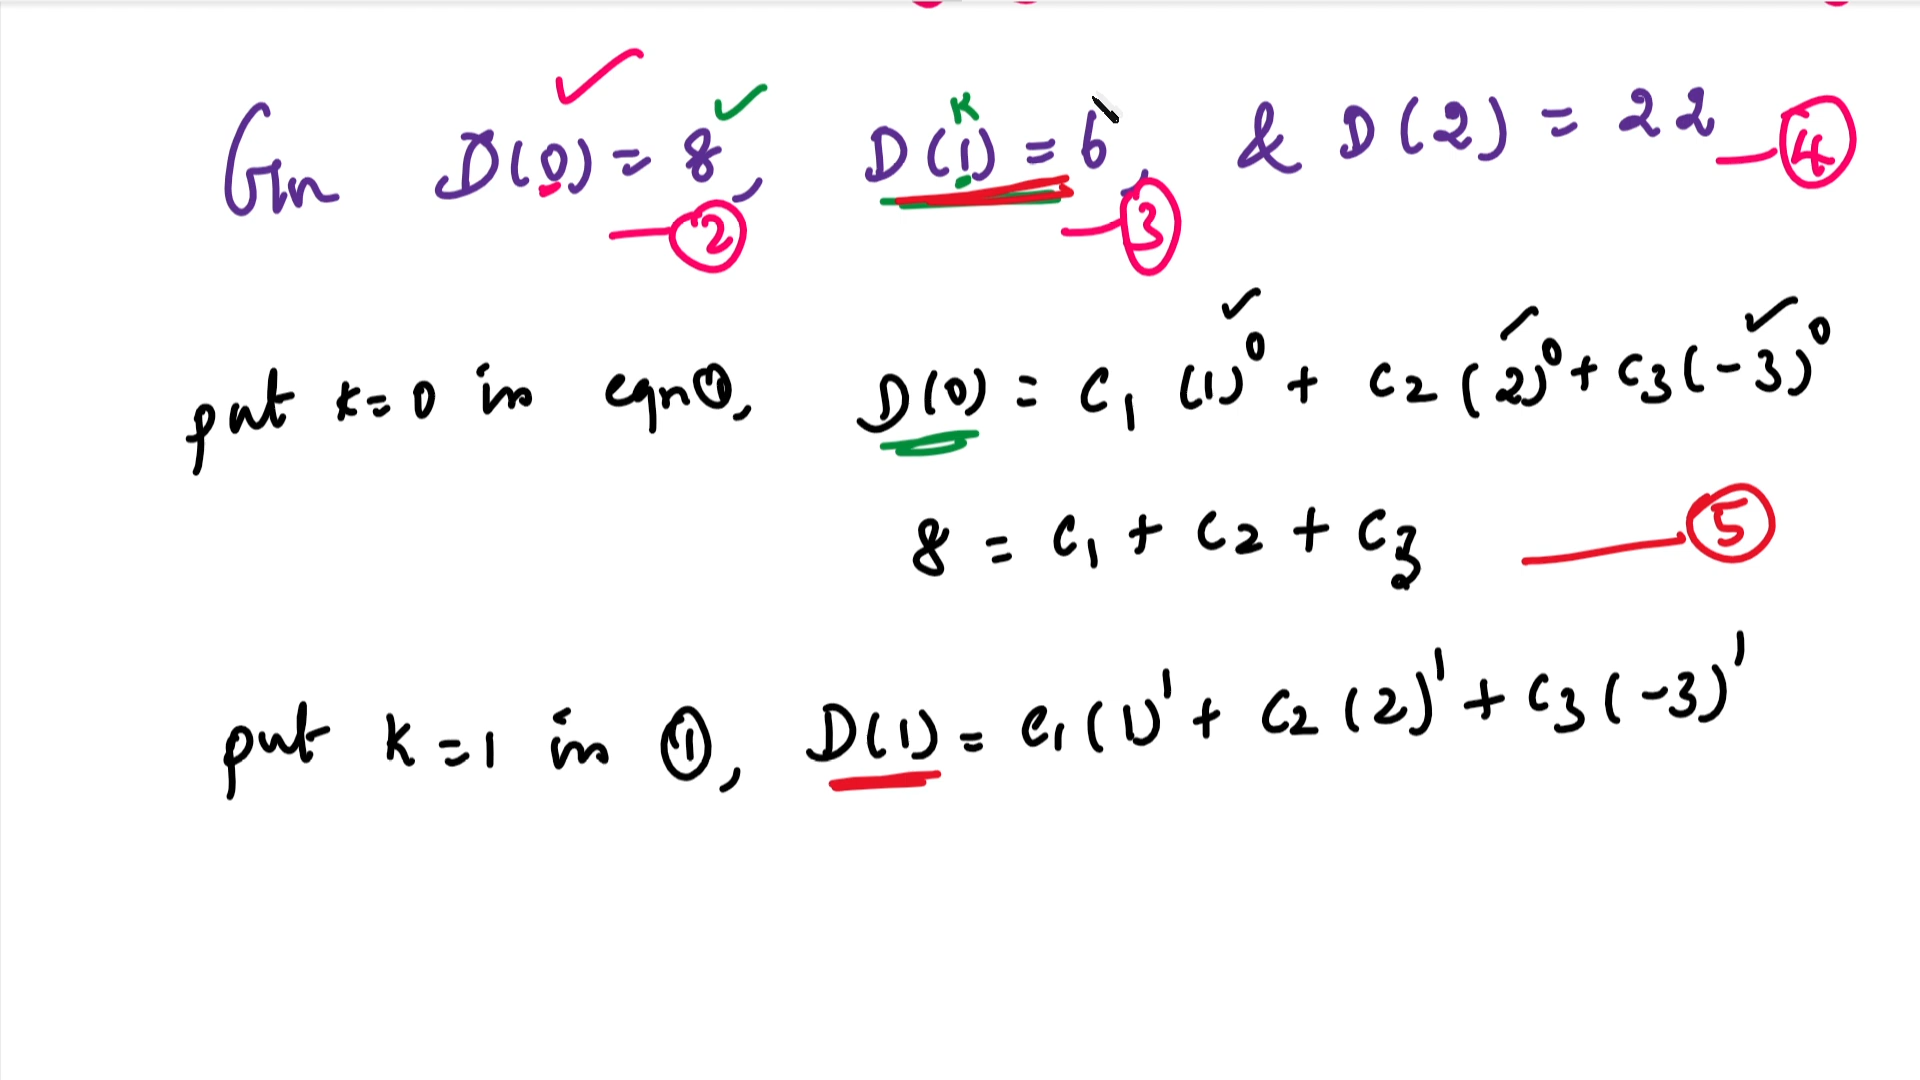 Gn D(0) = 8, D(1) = 6, & D(2) = 22 — ④
K
— ② — ③
put k=0 in eqn①, D(0) = C₁ (1)⁰ + C₂ (2)⁰ + C₃(-3)⁰
8 = C₁ + C₂ + C₃ — ⑤
put k=1 in ①, D(1) = C₁(1)¹ + C₂(2)¹ + C₃(-3)¹